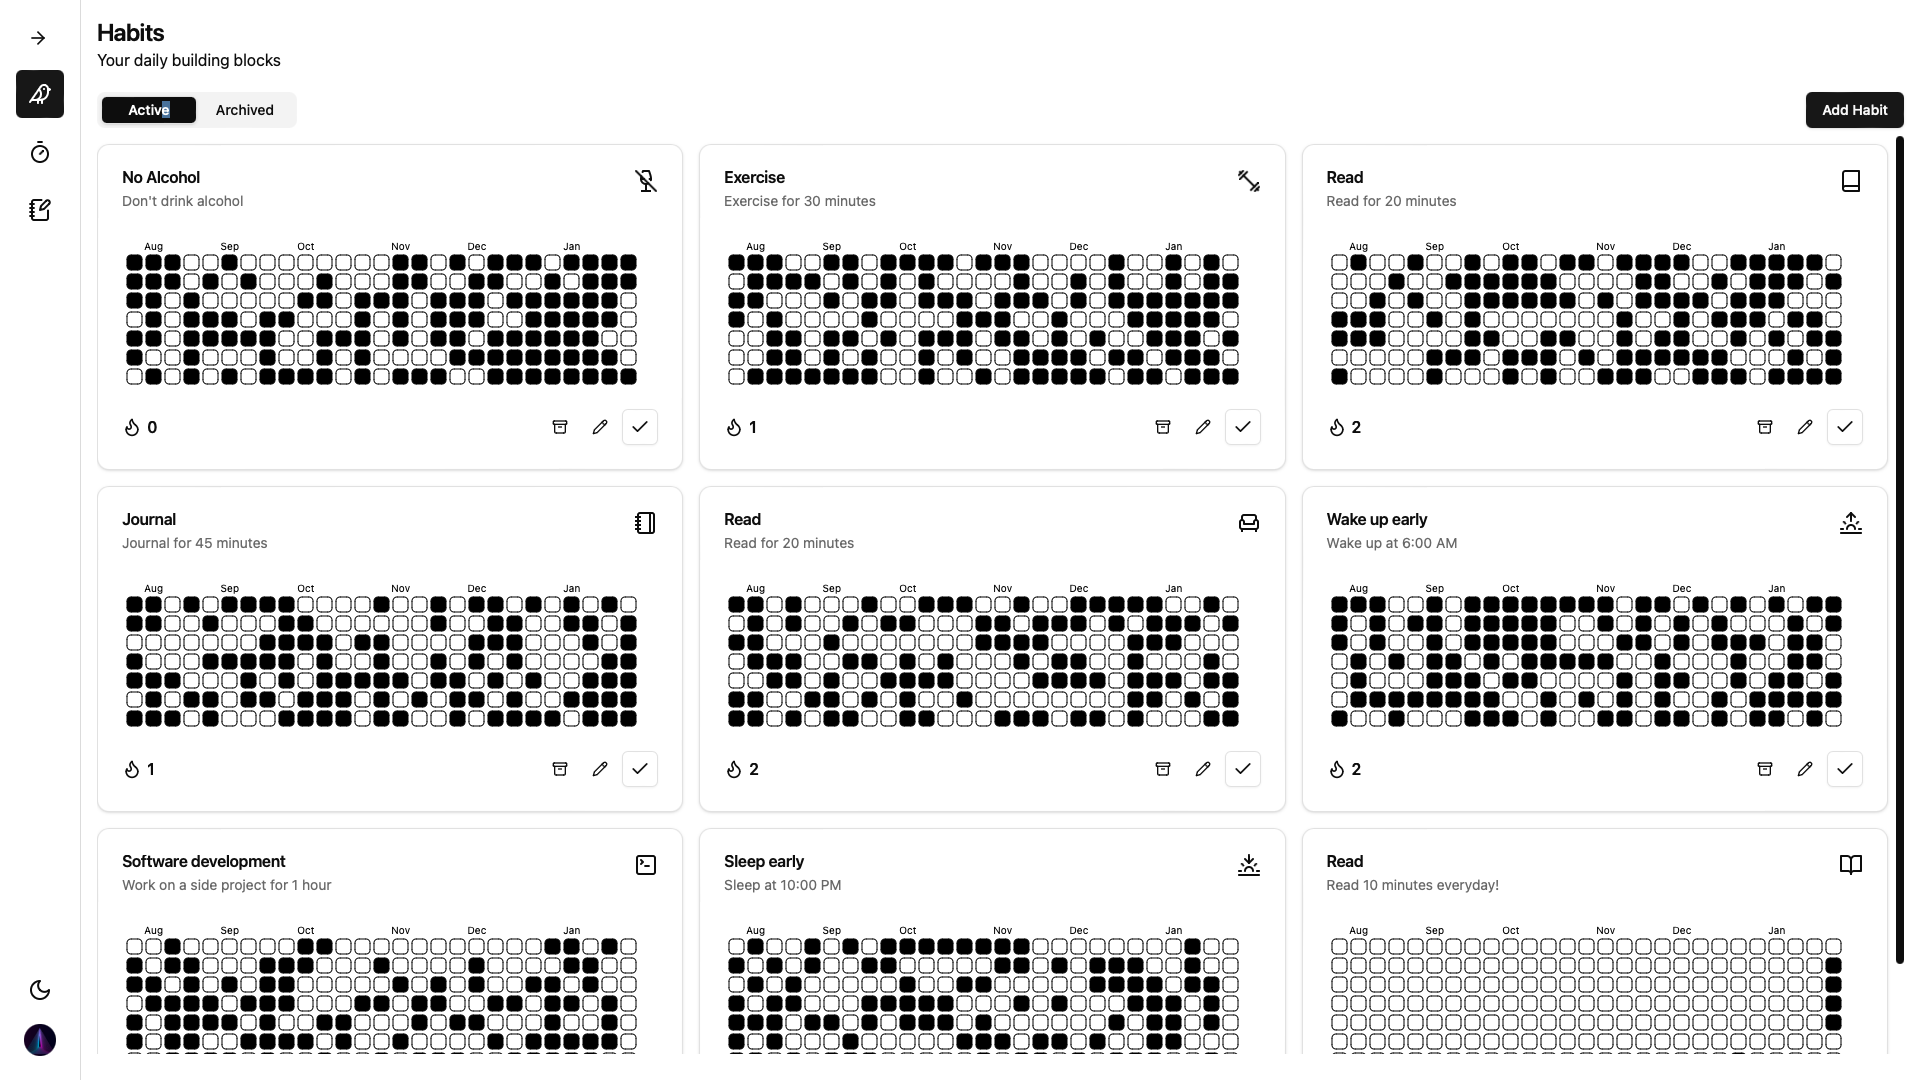 Habits
Your daily building blocks
Active Archived
Add Habit
No Alcohol
Don't drink alcohol
Aug Sep Oct Nov Dec Jan
0
Exercise
Exercise for 30 minutes
Aug Sep Oct Nov Dec Jan
1
Read
Read for 20 minutes
Aug Sep Oct Nov Dec Jan
2
Journal
Journal for 45 minutes
Aug Sep Oct Nov Dec Jan
1
Read
Read for 20 minutes
Aug Sep Oct Nov Dec Jan
2
Wake up early
Wake up at 6:00 AM
Aug Sep Oct Nov Dec Jan
2
Software development
Work on a side project for 1 hour
Aug Sep Oct Nov Dec Jan
Sleep early
Sleep at 10:00 PM
Aug Sep Oct Nov Dec Jan
Read
Read 10 minutes everyday!
Aug Sep Oct Nov Dec Jan